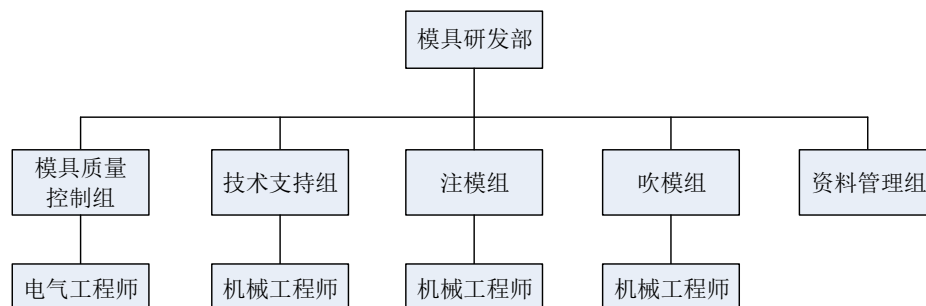 模具研发部
模具质量
控制组
技术支持组
注模组
吹模组
资料管理组
电气工程师
机械工程师
机械工程师
机械工程师